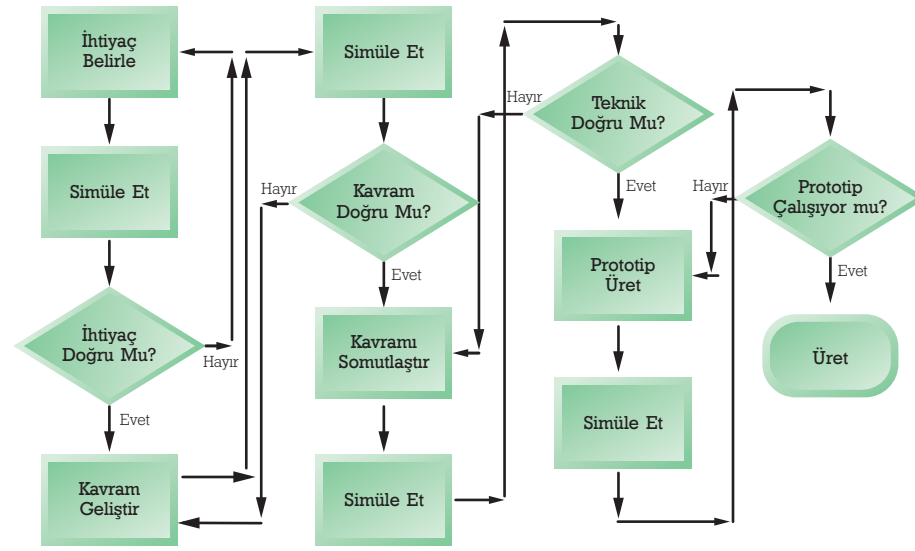 İhtiyaç
Belirle
Simüle Et
İhtiyaç
Doğru Mu?
Hayır
Evet
Kavram
Geliştir
Simüle Et
Hayır
Kavram
Doğru Mu?
Evet
Kavramı
Somutlaştır
Simüle Et
Hayır
Teknik
Doğru Mu?
Evet
Prototip
Üret
Simüle Et
Hayır
Prototip
Çalışıyor mu?
Evet
Üret